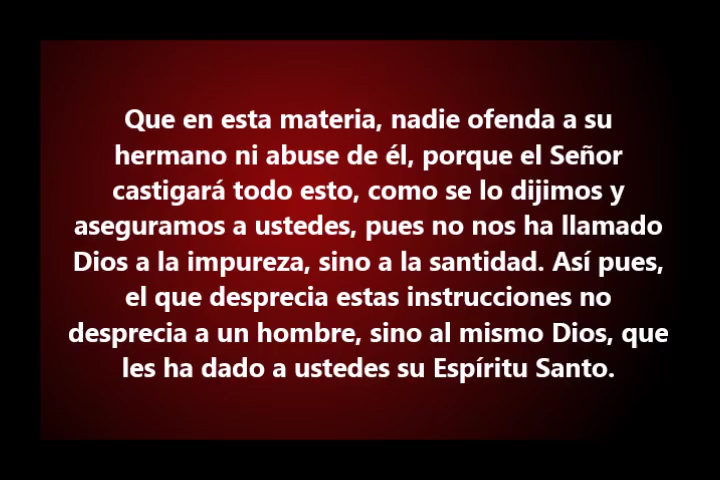 Que en esta materia, nadie ofenda a su
hermano ni abuse de él, porque el Señor
castigará todo esto, como se lo dijimos y
aseguramos a ustedes, pues no nos ha llamado
Dios a la impureza, sino a la santidad. Así pues,
el que desprecia estas instrucciones no
desprecia a un hombre, sino al mismo Dios, que
les ha dado a ustedes su Espíritu Santo.